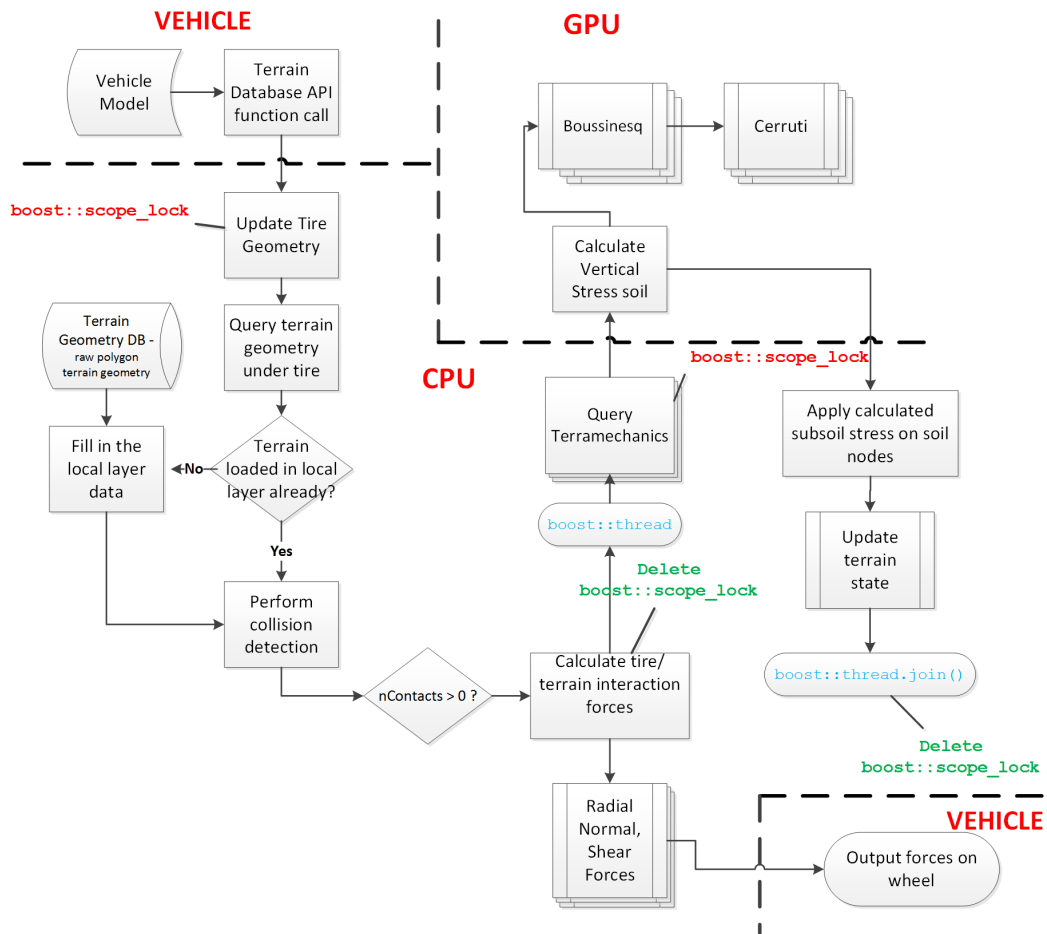 VEHICLE
GPU
Vehicle
Model
Terrain
Database API
function call
Boussinesq
Cerruti
boost::scope_lock
Update Tire
Geometry
Calculate
Vertical
Stress soil
Terrain
Geometry DB -
raw polygon
terrain geometry
Query terrain
geometry
under tire
CPU
boost::scope_lock
Query
Terramechanics
Apply calculated
subsoil stress on soil
nodes
Fill in the
local layer
data
No
Terrain
loaded in local
layer already?
boost::thread
Update
terrain
state
Yes
Delete
boost::scope_lock
Perform
collision
detection
nContacts > 0 ?
Calculate tire/
terrain interaction
forces
boost::thread.join()
Delete
boost::scope_lock
Radial
Normal,
Shear
Forces
VEHICLE
Output forces on
wheel